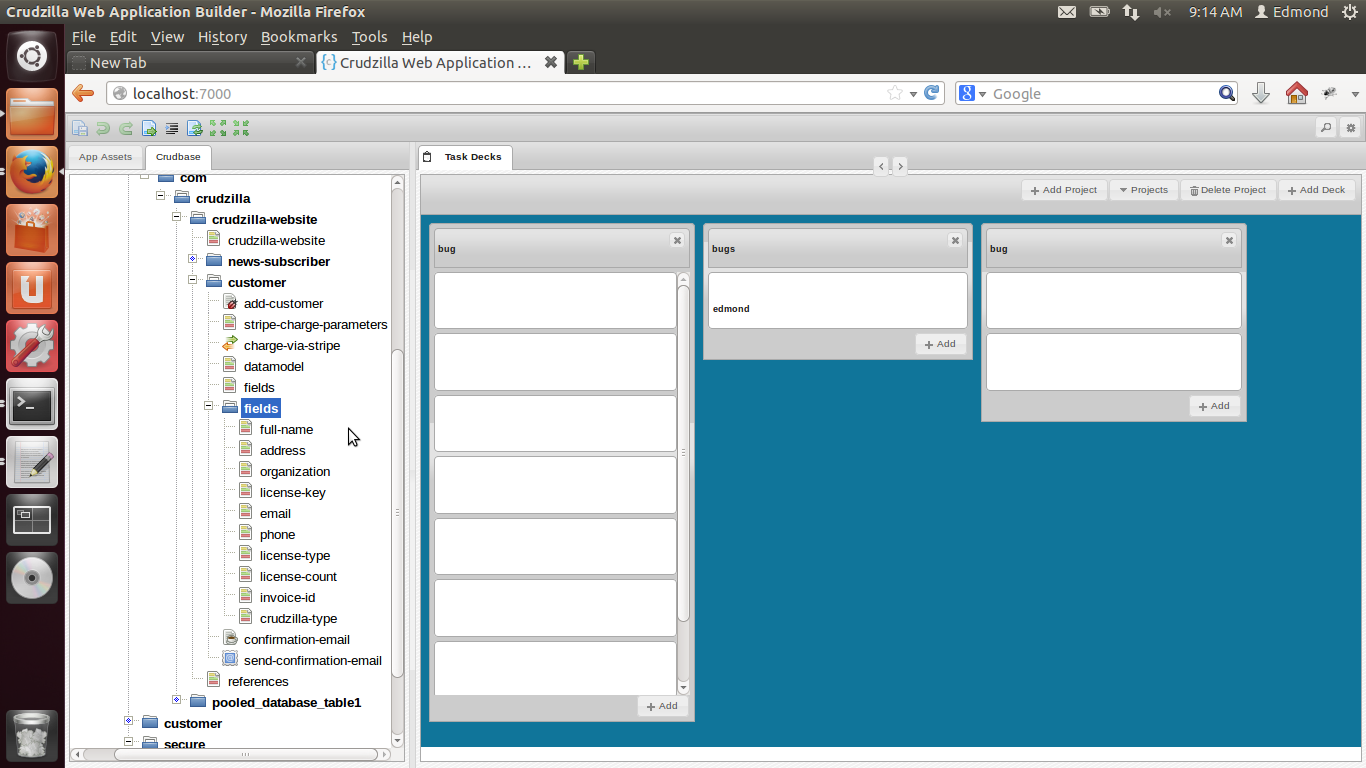 Crudzilla Web Application Builder - Mozilla Firefox
9:14 AM Edmond
File Edit View History Bookmarks Tools Help
New Tab
{c} Crudzilla Web Application ...
localhost:7000
8 Google
App Assets
Crudbase
Task Decks
+ Add Project
Projects
Delete Project
+ Add Deck
com
crudzilla
crudzilla-website
crudzilla-website
news-subscriber
customer
add-customer
stripe-charge-parameters
charge-via-stripe
datamodel
fields
fields
full-name
address
organization
license-key
email
phone
license-type
license-count
invoice-id
crudzilla-type
confirmation-email
send-confirmation-email
references
pooled_database_table1
customer
secure
bug
+ Add
bugs
edmond
+ Add
bug
+ Add